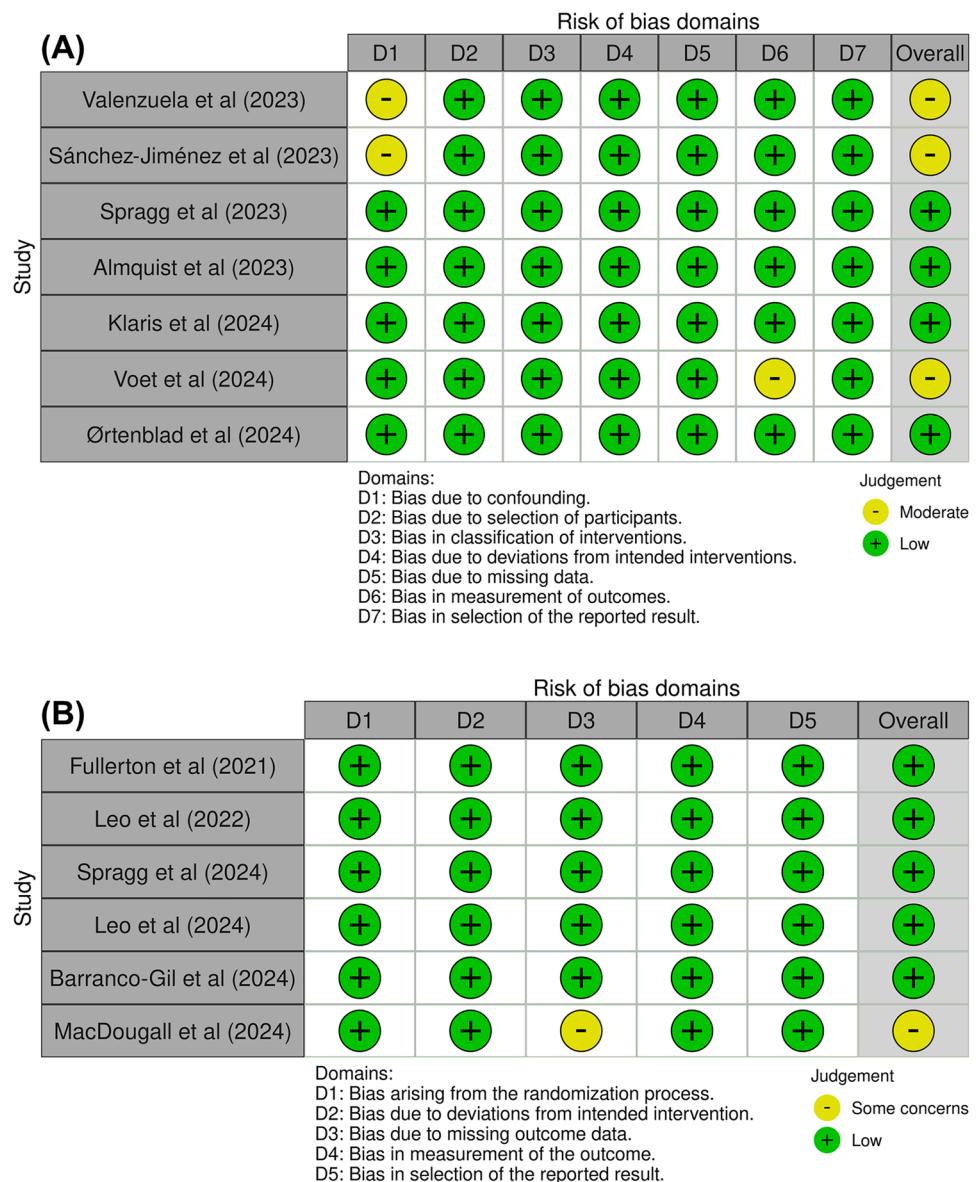 (A)
Risk of bias domains
D1 D2 D3 D4 D5 D6 D7 Overall
Study
Valenzuela et al (2023) - + + + + + + -
Sánchez-Jiménez et al (2023) - + + + + + + -
Spragg et al (2023) + + + + + + + +
Almquist et al (2023) + + + + + + + +
Klaris et al (2024) + + + + + + + +
Voet et al (2024) + + + + + - + -
Ørtenblad et al (2024) + + + + + + + +
Domains:
D1: Bias due to confounding.
D2: Bias due to selection of participants.
D3: Bias in classification of interventions.
D4: Bias due to deviations from intended interventions.
D5: Bias due to missing data.
D6: Bias in measurement of outcomes.
D7: Bias in selection of the reported result.
Judgement
- Moderate
+ Low
(B)
Risk of bias domains
D1 D2 D3 D4 D5 Overall
Study
Fullerton et al (2021) + + + + + +
Leo et al (2022) + + + + + +
Spragg et al (2024) + + + + + +
Leo et al (2024) + + + + + +
Barranco-Gil et al (2024) + + + + + +
MacDougall et al (2024) + + - + + -
Domains:
D1: Bias arising from the randomization process.
D2: Bias due to deviations from intended intervention.
D3: Bias due to missing outcome data.
D4: Bias in measurement of the outcome.
D5: Bias in selection of the reported result.
Judgement
- Some concerns
+ Low